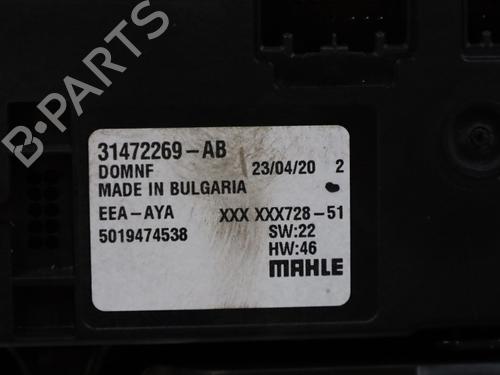 B-PARTS
31472269-AB
DOMNF 23/04/20 2
MADE IN BULGARIA
EEA-AYA XXX XXX728-51
5019474538 SW:22
HW:46
MAHLE